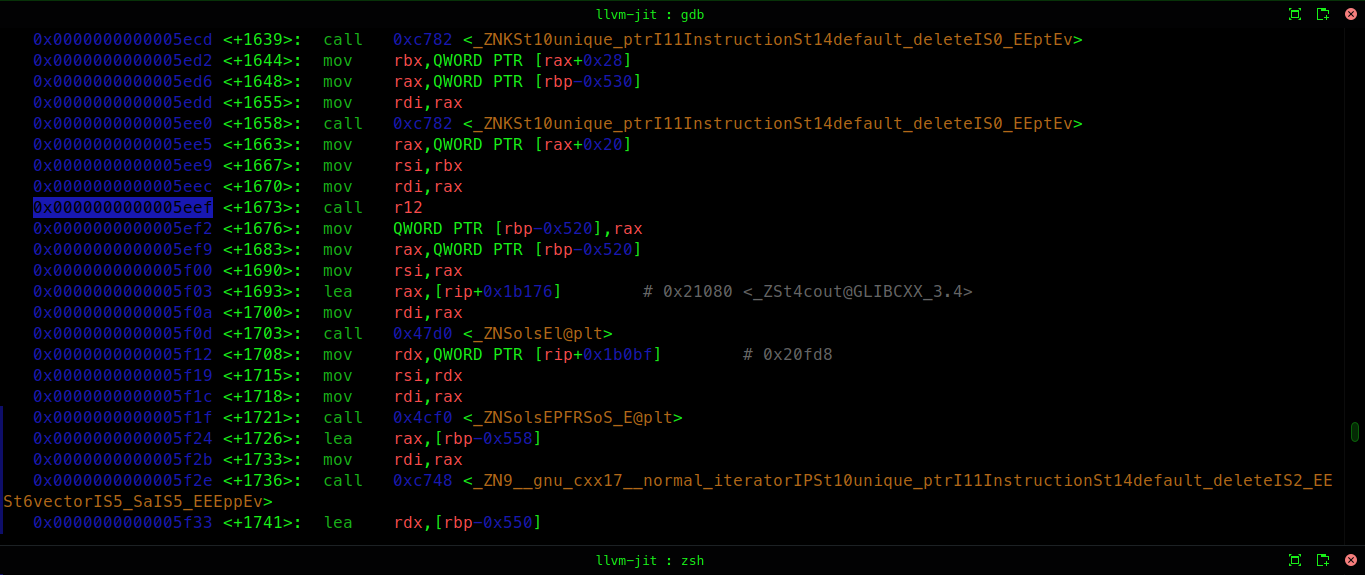 llvm-jit : gdb
0x0000000000005ecd <+1639>: call 0xc782 <_ZNKSt10unique_ptrI11InstructionSt14default_deleteIS0_EEptEv>
0x0000000000005ed2 <+1644>: mov rbx,QWORD PTR [rax+0x28]
0x0000000000005ed6 <+1648>: mov rax,QWORD PTR [rbp-0x530]
0x0000000000005edd <+1655>: mov rdi,rax
0x0000000000005ee0 <+1658>: call 0xc782 <_ZNKSt10unique_ptrI11InstructionSt14default_deleteIS0_EEptEv>
0x0000000000005ee5 <+1663>: mov rax,QWORD PTR [rax+0x20]
0x0000000000005ee9 <+1667>: mov rsi,rbx
0x0000000000005eec <+1670>: mov rdi,rax
0x0000000000005eef <+1673>: call r12
0x0000000000005ef2 <+1676>: mov QWORD PTR [rbp-0x520],rax
0x0000000000005ef9 <+1683>: mov rax,QWORD PTR [rbp-0x520]
0x0000000000005f00 <+1690>: mov rsi,rax
0x0000000000005f03 <+1693>: lea rax,[rip+0x1b176] # 0x21080 <_ZSt4cout@GLIBCXX_3.4>
0x0000000000005f0a <+1700>: mov rdi,rax
0x0000000000005f0d <+1703>: call 0x47d0 <_ZNSolsEl@plt>
0x0000000000005f12 <+1708>: mov rdx,QWORD PTR [rip+0x1b0bf] # 0x20fd8
0x0000000000005f19 <+1715>: mov rsi,rdx
0x0000000000005f1c <+1718>: mov rdi,rax
0x0000000000005f1f <+1721>: call 0x4cf0 <_ZNSolsEPFRSoS_E@plt>
0x0000000000005f24 <+1726>: lea rax,[rbp-0x558]
0x0000000000005f2b <+1733>: mov rdi,rax
0x0000000000005f2e <+1736>: call 0xc748 <_ZN9__gnu_cxx17__normal_iteratorIPSt10unique_ptrI11InstructionSt14default_deleteIS2_EE
St6vectorIS5_SaIS5_EEEppEv>
0x0000000000005f33 <+1741>: lea rdx,[rbp-0x550]
llvm-jit : zsh